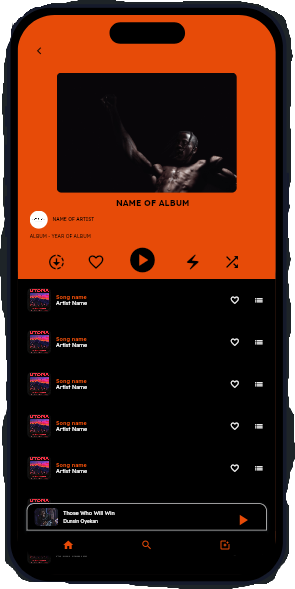 NAME OF ALBUM
NAME OF ARTIST
ALBUM - YEAR OF ALBUM
UTOPIA
Song name
Artist Name
UTOPIA
Song name
Artist Name
UTOPIA
Song name
Artist Name
UTOPIA
Song name
Artist Name
UTOPIA
Song name
Artist Name
UTOPIA
Those Who Will Win
Dunsin Oyekan